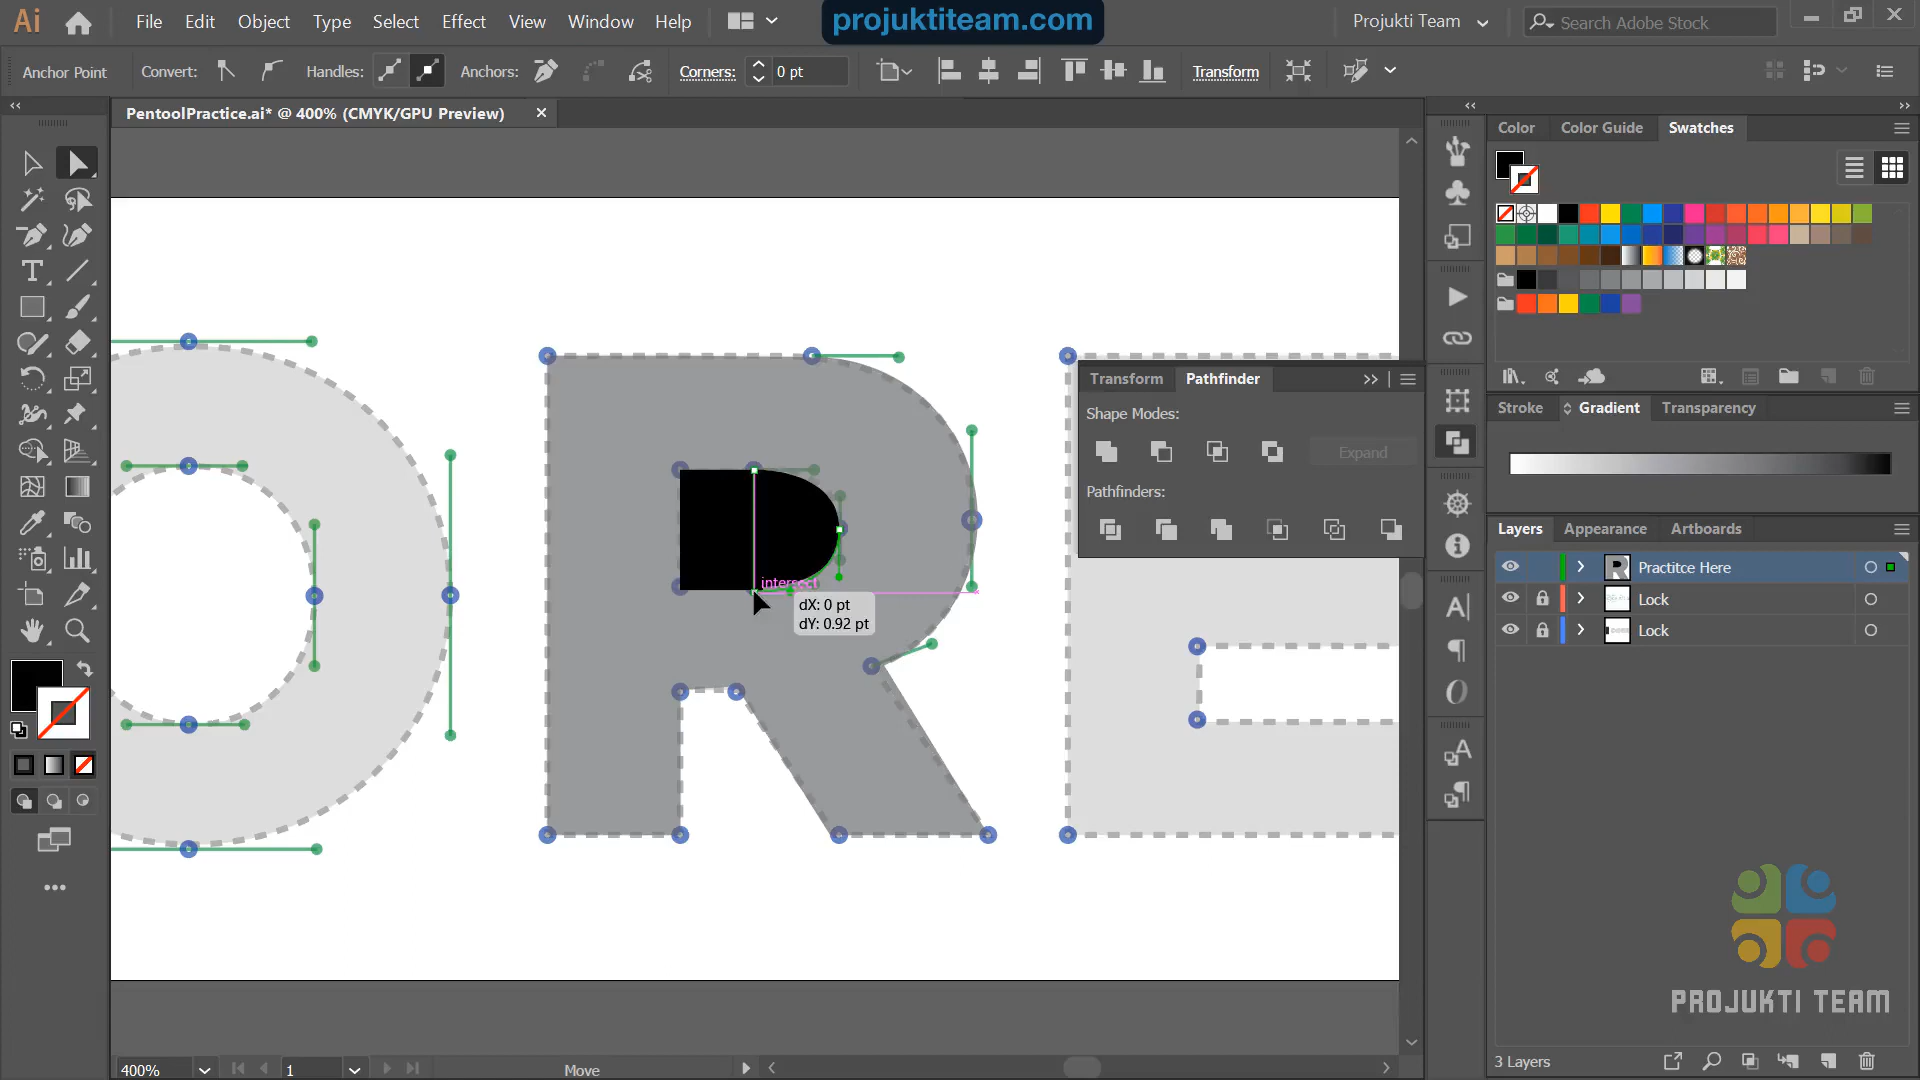 Ai File Edit Object Type Select Effect View Window Help projuktiteam.com Projukti Team Search Adobe Stock
Anchor Point Convert: Handles: Anchors: Corners: 0 pt Transform
PentoolPractice.ai* @ 400% (CMYK/GPU Preview)
Color Color Guide Swatches
Transform Pathfinder
Shape Modes:
Expand
Pathfinders:
Stroke Gradient Transparency
Layers Appearance Artboards
Practitce Here
Lock
Lock
intersect
dX: 0 pt
dY: 0.92 pt
PROJUKTI TEAM
3 Layers
400% 1 Move